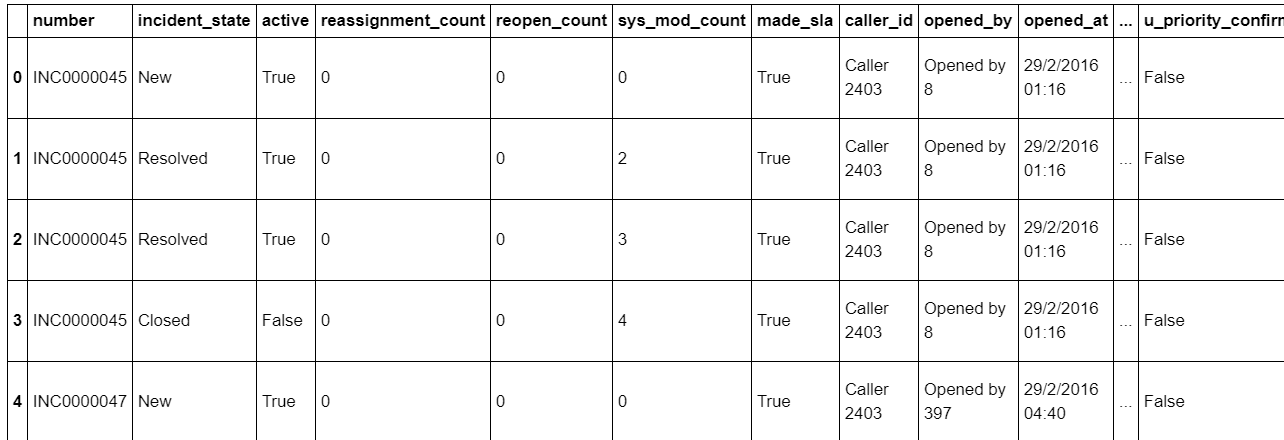 number incident_state active reassignment_count reopen_count sys_mod_count made_sla caller_id opened_by opened_at ... u_priority_confirm
0 INC0000045 New True 0 0 0 True Caller 2403 Opened by 8 29/2/2016 01:16 ... False
1 INC0000045 Resolved True 0 0 2 True Caller 2403 Opened by 8 29/2/2016 01:16 ... False
2 INC0000045 Resolved True 0 0 3 True Caller 2403 Opened by 8 29/2/2016 01:16 ... False
3 INC0000045 Closed False 0 0 4 True Caller 2403 Opened by 8 29/2/2016 01:16 ... False
4 INC0000047 New True 0 0 0 True Caller 2403 Opened by 397 29/2/2016 04:40 ... False